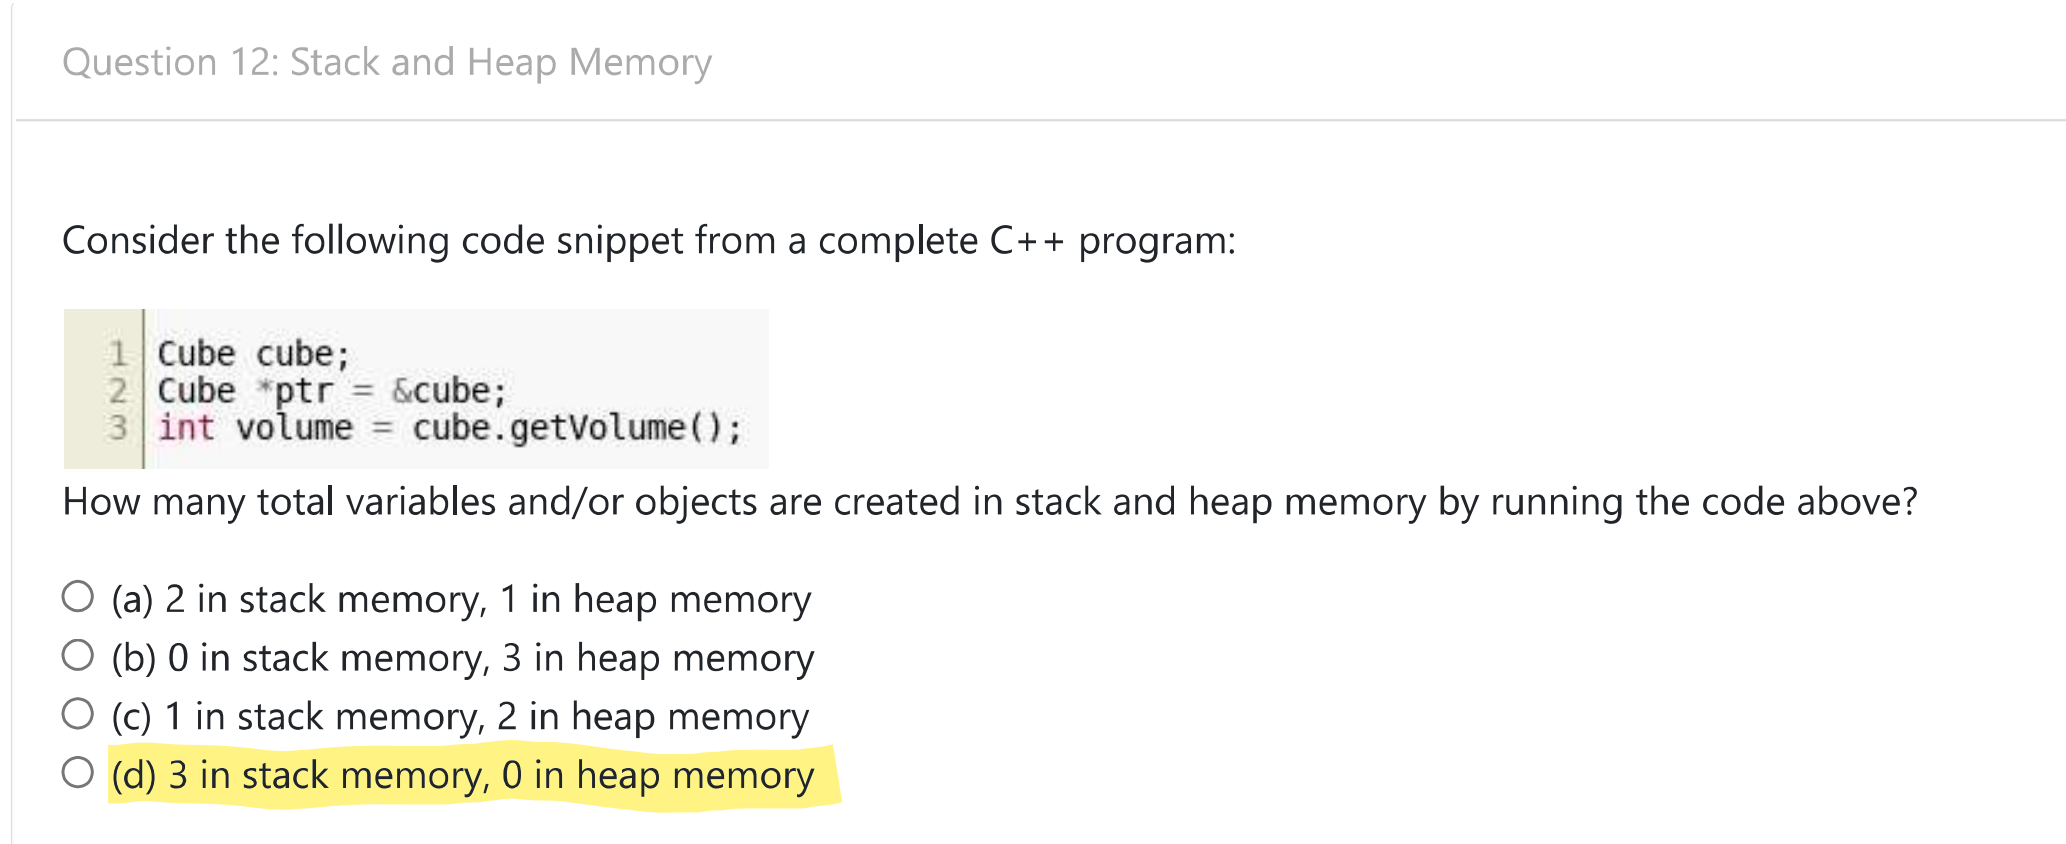 Question 12: Stack and Heap Memory
Consider the following code snippet from a complete C++ program:
1 Cube cube;
2 Cube *ptr = &cube;
3 int volume = cube.getVolume();
How many total variables and/or objects are created in stack and heap memory by running the code above?
(a) 2 in stack memory, 1 in heap memory
(b) 0 in stack memory, 3 in heap memory
(c) 1 in stack memory, 2 in heap memory
(d) 3 in stack memory, 0 in heap memory